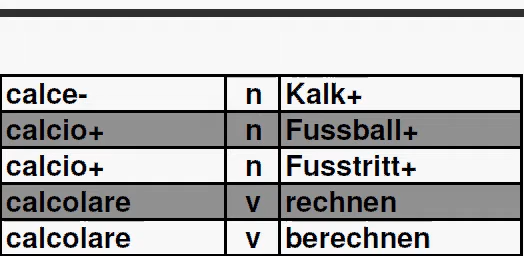 calce- n Kalk+
calcio+ n Fussball+
calcio+ n Fusstritt+
calcolare v rechnen
calcolare v berechnen